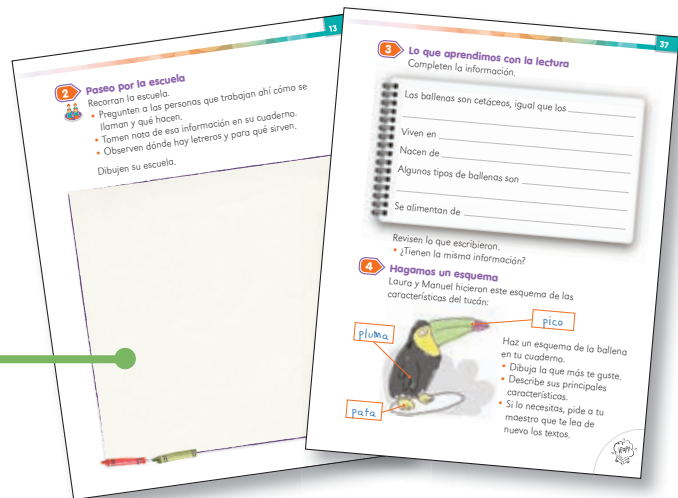 13
2 Paseo por la escuela
Recorran la escuela.
• Pregunten a las personas que trabajan ahí cómo se
llaman y qué hacen.
• Tomen nota de esa información en su cuaderno.
• Observen dónde hay letreros y para qué sirven.
Dibujen su escuela.
37
3 Lo que aprendimos con la lectura
Completen la información.
Las ballenas son cetáceos, igual que los
Viven en
Nacen de
Algunos tipos de ballenas son
Se alimentan de
Revisen lo que escribieron.
• ¿Tienen la misma información?
4 Hagamos un esquema
Laura y Manuel hicieron este esquema de las
características del tucán:
pico
pluma
pata
Haz un esquema de la ballena
en tu cuaderno.
• Dibuja lo que más te guste.
• Describe sus principales
características.
• Si lo necesitas, pide a tu
maestro que te lea de
nuevo los textos.